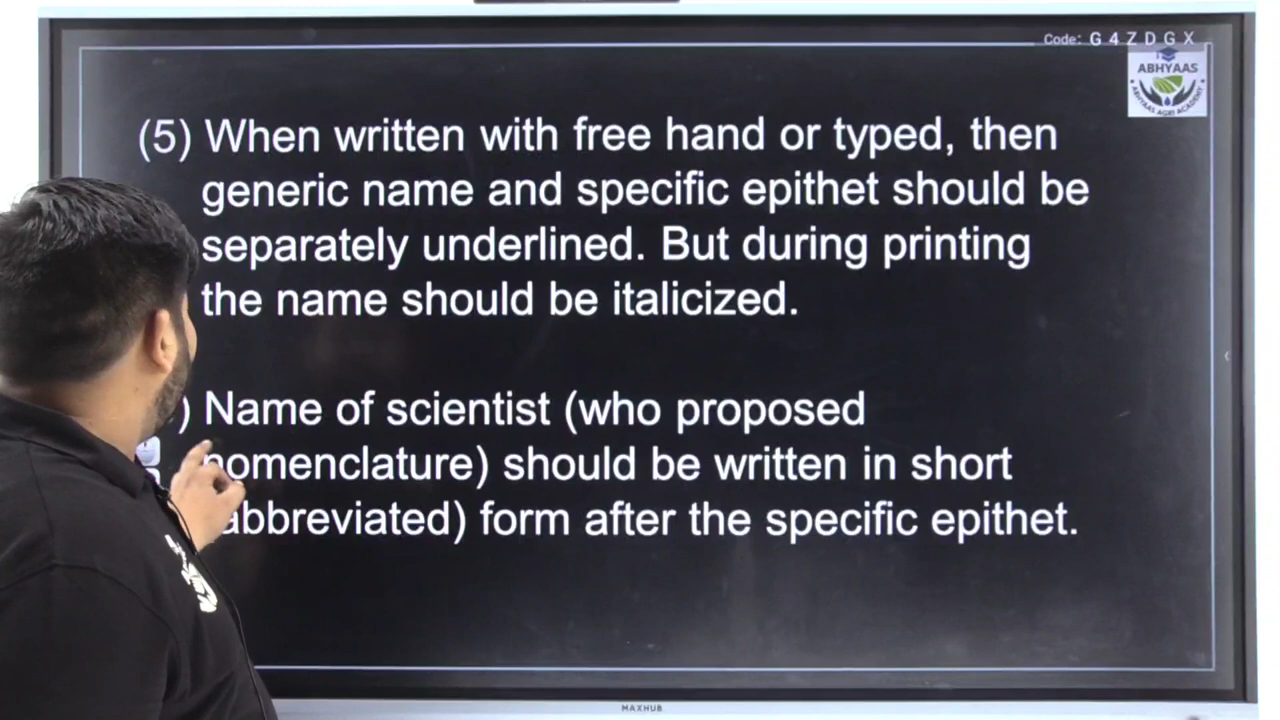 Code: G 4 Z D G X
ABHYAAS
ABHYAAS AGRI ACADEMY
(5) When written with free hand or typed, then
generic name and specific epithet should be
separately underlined. But during printing
the name should be italicized.
) Name of scientist (who proposed
nomenclature) should be written in short
abbreviated) form after the specific epithet.
MAXHUB